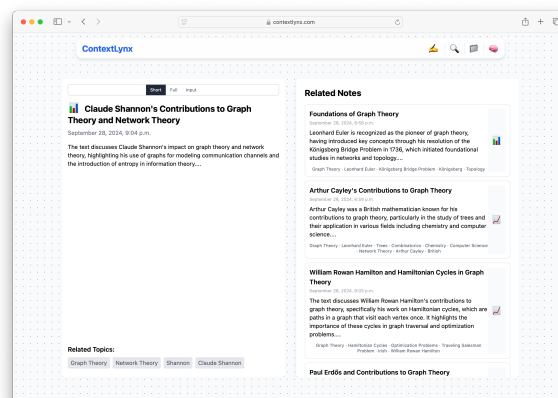 contextlynx.com
ContextLynx
Short Full Input
Claude Shannon's Contributions to Graph
Theory and Network Theory
September 28, 2024, 9:04 p.m.
The text discusses Claude Shannon's impact on graph theory and network
theory, highlighting his use of graphs for modeling communication channels and
the introduction of entropy in information theory....
Related Topics:
Graph Theory Network Theory Shannon Claude Shannon
Related Notes
Foundations of Graph Theory
September 28, 2024, 8:58 p.m.
Leonhard Euler is recognized as the pioneer of graph theory,
having introduced key concepts through his resolution of the
Königsberg Bridge Problem in 1736, which initiated foundational
studies in networks and topology....
Graph Theory · Leonhard Euler · Königsberg Bridge Problem · Königsberg · Topology
Arthur Cayley's Contributions to Graph Theory
September 28, 2024, 8:59 p.m.
Arthur Cayley was a British mathematician known for his
contributions to graph theory, particularly in the study of trees and
their application in various fields including chemistry and computer
science....
Graph Theory · Leonhard Euler · Trees · Combinatorics · Chemistry · Computer Science
· Network Theory · Arthur Cayley · British
William Rowan Hamilton and Hamiltonian Cycles in Graph
Theory
September 28, 2024, 9:03 p.m.
The text discusses William Rowan Hamilton's contributions to
graph theory, specifically his work on Hamiltonian cycles, which are
paths in a graph that visit each vertex once. It highlights the
importance of these cycles in graph traversal and optimization
problems....
Graph Theory · Hamiltonian Cycles · Optimization Problems · Traveling Salesman
Problem · Irish · William Rowan Hamilton
Paul Erdős and Contributions to Graph Theory